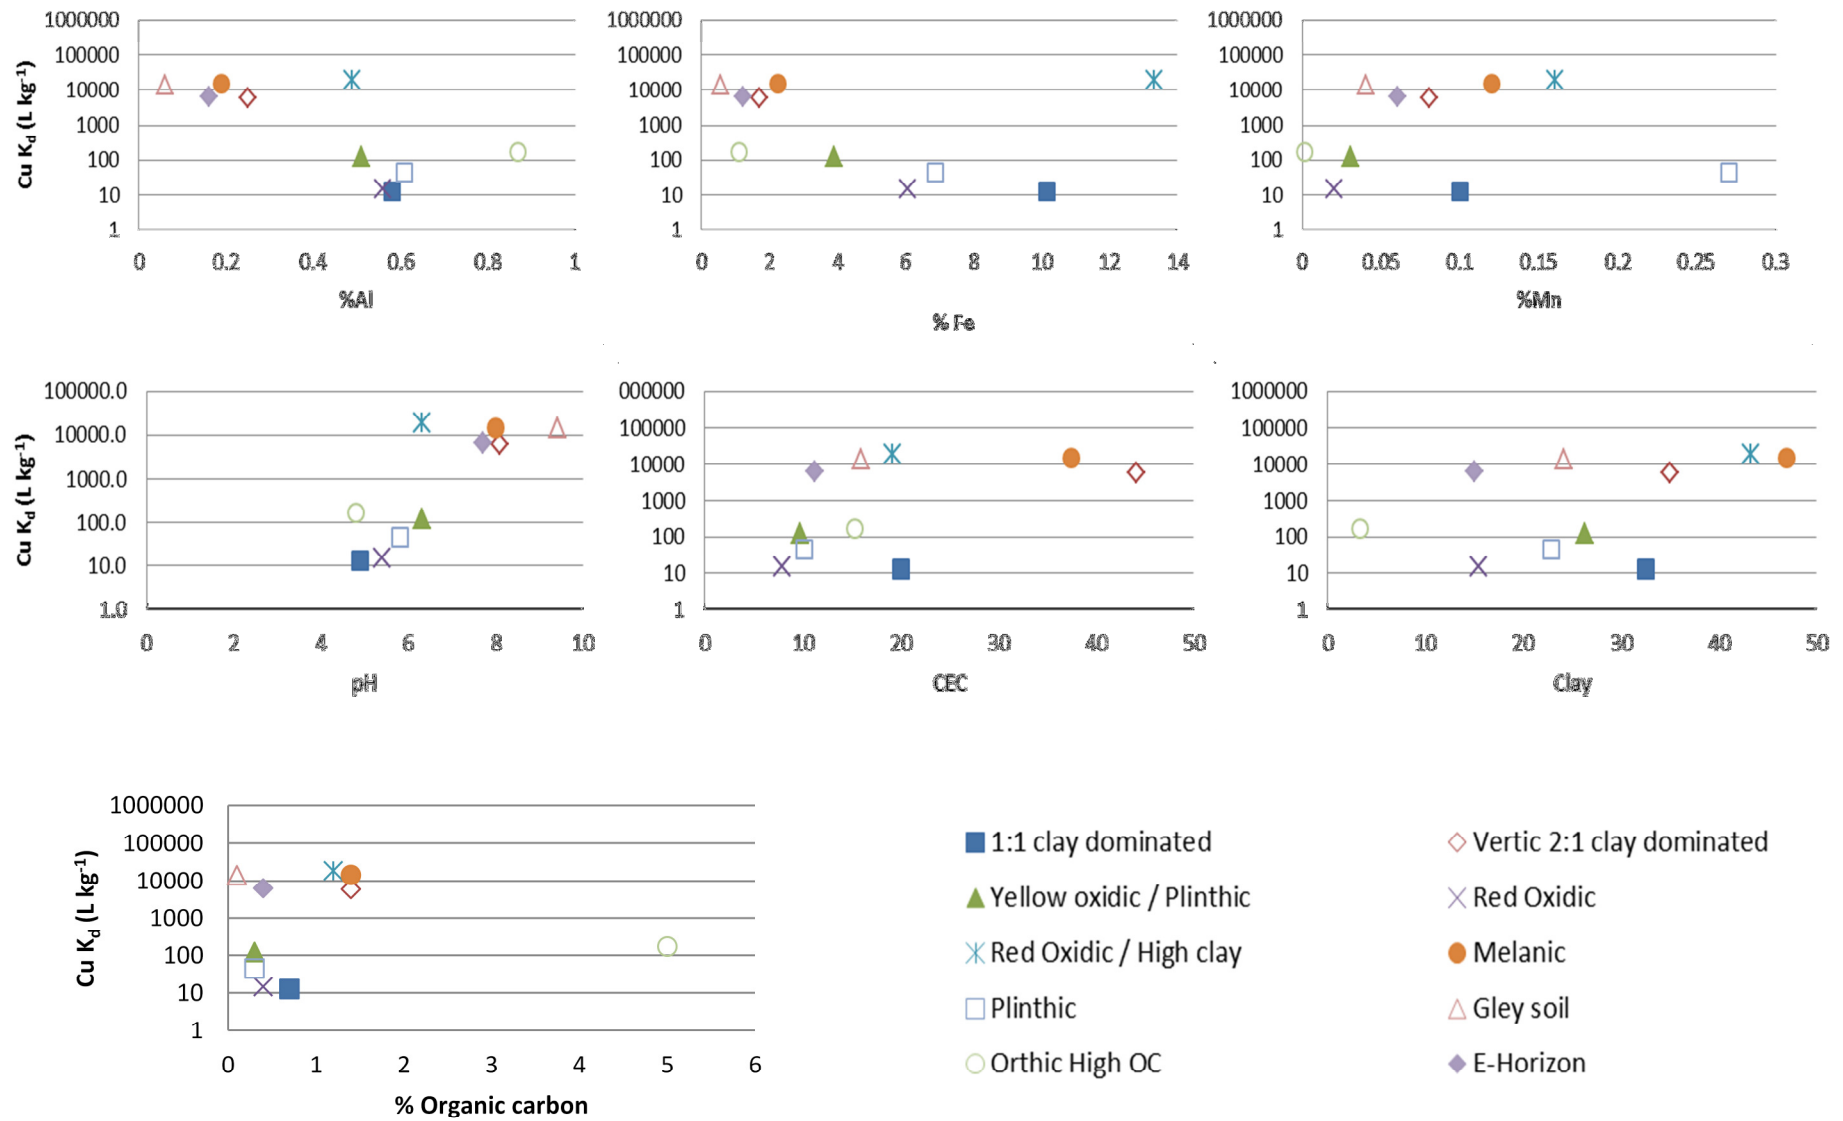 1000000 1000000 1000000
100000 100000 100000
10000 10000 10000
1000 1000 1000
100 100 100
10 10 10
1 1 1
Cu Kd (L kg-1)
0 0.2 0.4 0.6 0.8 1 0 2 4 6 8 10 12 14 0 0.05 0.1 0.15 0.2 0.25 0.3
%Al % Fe %Mn
100000.0 000000 1000000
10000.0 100000 100000
1000.0 10000 10000
100.0 1000 1000
10.0 100 100
1.0 10 10
1 1
Cu Kd (L kg-1)
0 2 4 6 8 10 0 10 20 30 40 50 0 10 20 30 40 50
pH CEC Clay
1000000
100000
10000
1000
100
10
1
Cu Kd (L kg-1)
0 1 2 3 4 5 6
% Organic carbon
1:1 clay dominated
Vertic 2:1 clay dominated
Yellow oxidic / Plinthic
Red Oxidic
Red Oxidic / High clay
Melanic
Plinthic
Gley soil
Orthic High OC
E-Horizon